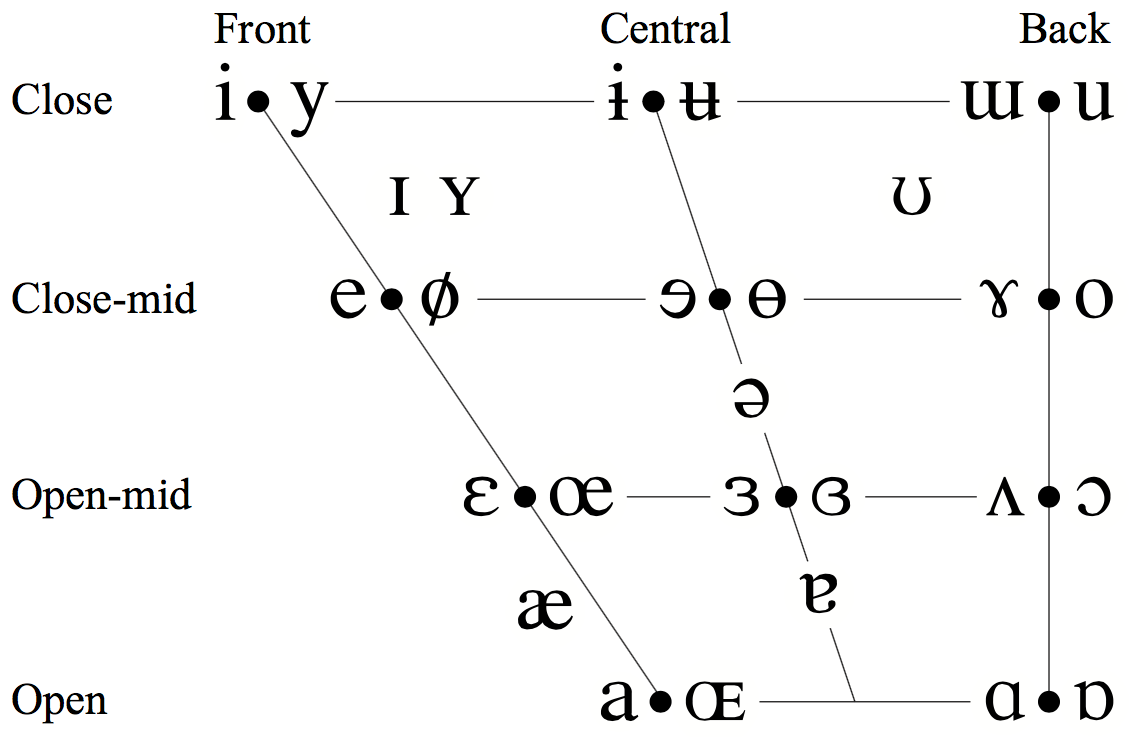 Front Central Back
Close i y ɨ ʉ ɯ u
ɪ ʏ ʊ
Close-mid e ø ɘ ɵ ɤ o
ə
Open-mid ɛ œ ɜ ɞ ʌ ɔ
æ ɐ
Open a ɶ ɑ ɒ